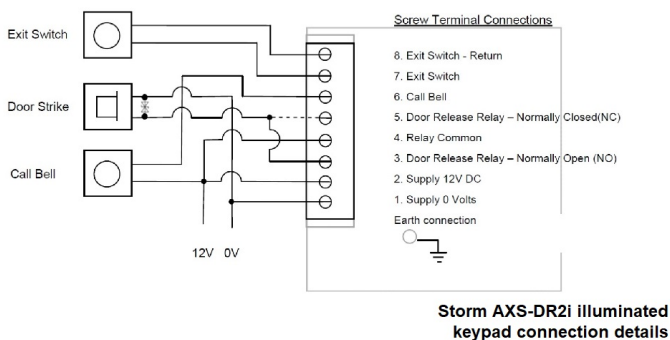 Screw Terminal Connections
Exit Switch
8. Exit Switch - Return
7. Exit Switch
6. Call Bell
Door Strike
5. Door Release Relay – Normally Closed(NC)
4. Relay Common
3. Door Release Relay – Normally Open (NO)
Call Bell
2. Supply 12V DC
1. Supply 0 Volts
Earth connection
12V 0V
Storm AXS-DR2i illuminated
keypad connection details